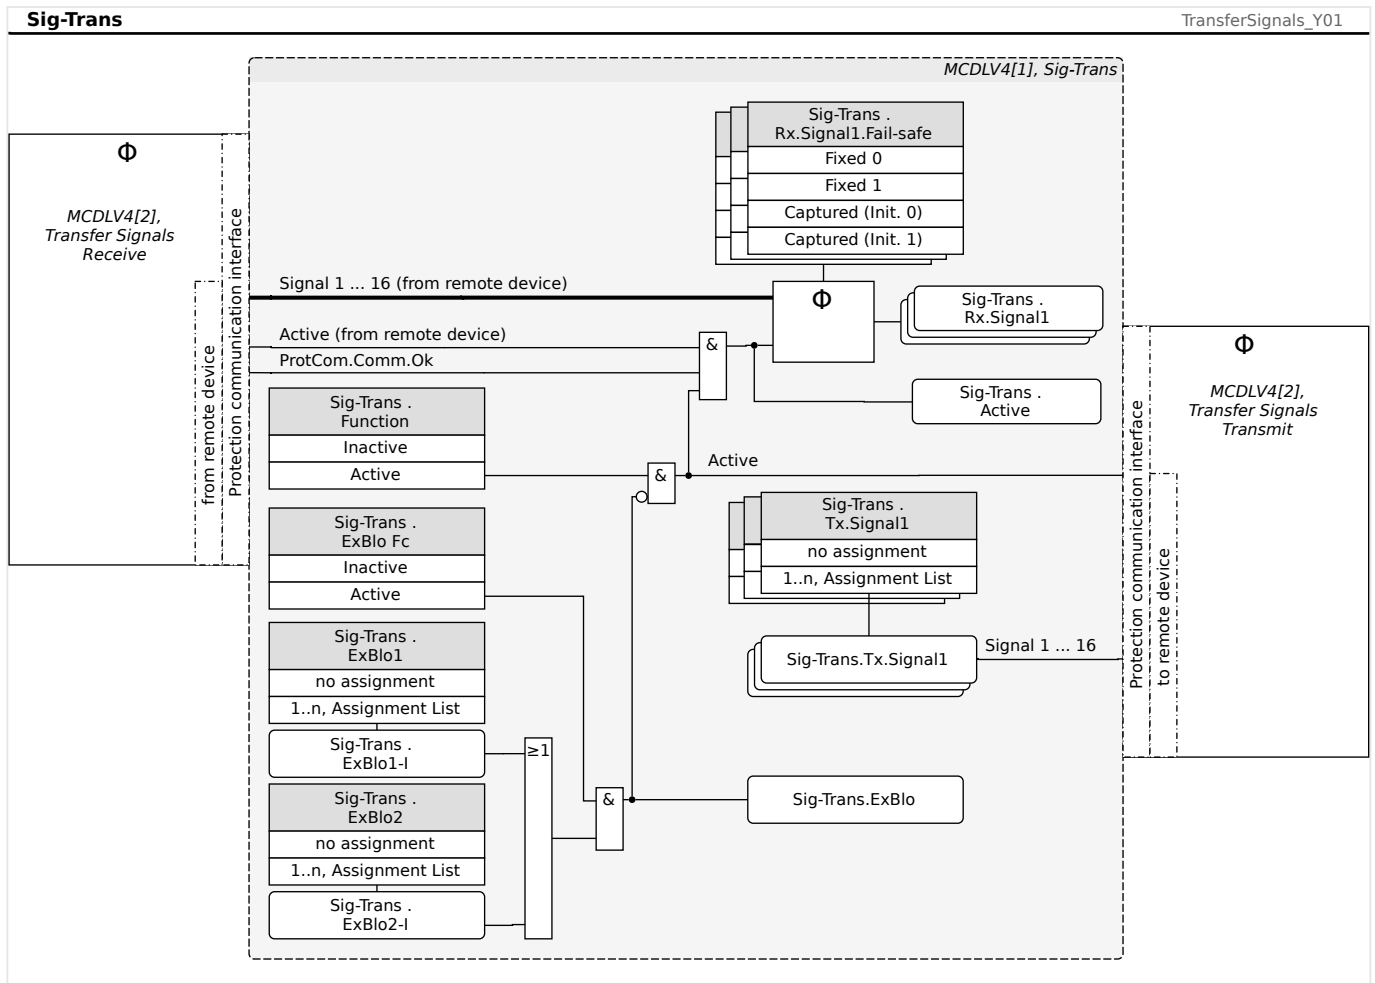 Sig-Trans
TransferSignals_Y01
MCDLV4[1], Sig-Trans
Φ
MCDLV4[2],
Transfer Signals
Receive
from remote device
Protection communication interface
Sig-Trans .
Rx.Signal1.Fail-safe
Fixed 0
Fixed 1
Captured (Init. 0)
Captured (Init. 1)
Signal 1 ... 16 (from remote device)
Φ
Sig-Trans .
Rx.Signal1
Active (from remote device)
&
ProtCom.Comm.Ok
Sig-Trans .
Active
Sig-Trans .
Function
Inactive
Active
&
Active
Sig-Trans .
Tx.Signal1
no assignment
1..n, Assignment List
Sig-Trans.Tx.Signal1
Signal 1 ... 16
Sig-Trans .
ExBlo Fc
Inactive
Active
Sig-Trans .
ExBlo1
no assignment
1..n, Assignment List
Sig-Trans .
ExBlo1-I
≥1
Sig-Trans .
ExBlo2
no assignment
1..n, Assignment List
Sig-Trans .
ExBlo2-I
&
Sig-Trans.ExBlo
Protection communication interface
to remote device
Φ
MCDLV4[2],
Transfer Signals
Transmit